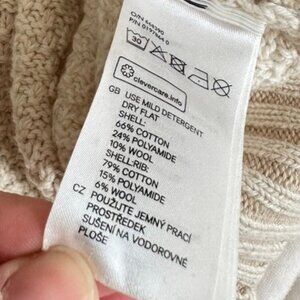 30
clevercare.info
GB USE MILD DETERGENT
DRY FLAT
SHELL:
66% COTTON
24% POLYAMIDE
10% WOOL
SHELL:RIB:
79% COTTON
15% POLYAMIDE
6% WOOL
CZ POUŽIJTE JEMNÝ PRACÍ
PROSTŘEDEK
SUŠENÍ NA VODOROVNÉ
PLOŠE